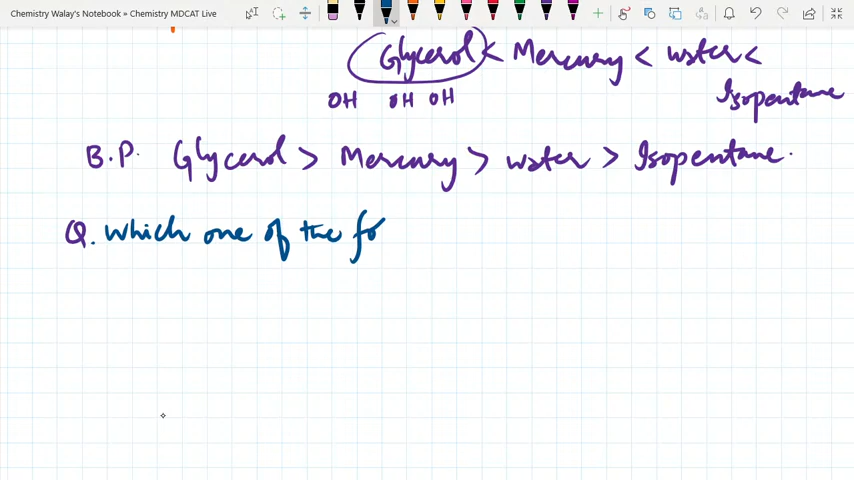 Chemistry Walay's Notebook » Chemistry MDCAT Live
Glycerol < Mercury < water <
Isopentane
OH OH OH
B.P. Glycerol > Mercury > water > Isopentane.
Q. Which one of the fo